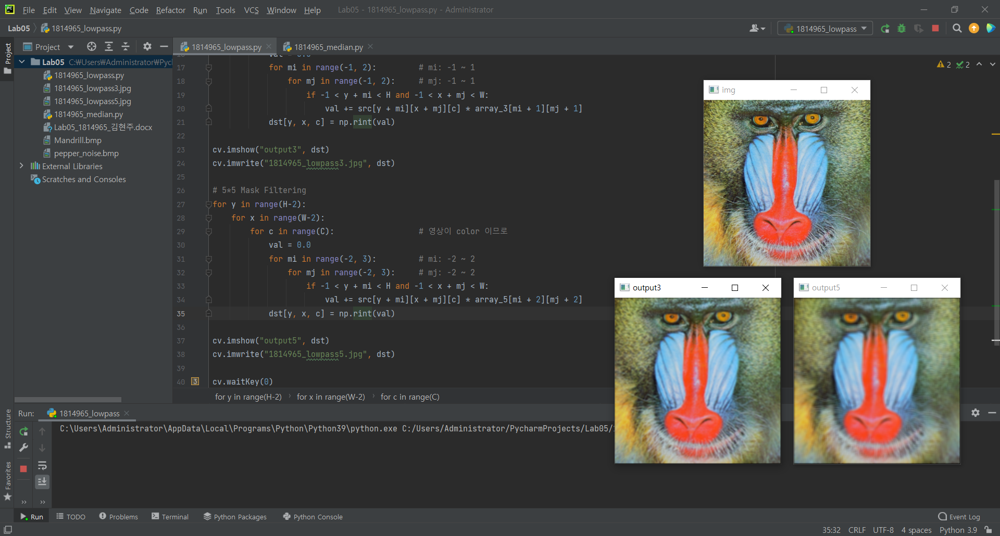 File Edit View Navigate Code Refactor Run Tools VCS Window Help Lab05 - 1814965_lowpass.py - Administrator
Lab05 1814965_lowpass.py 1814965_lowpass
Project 1814965_lowpass.py 1814965_median.py
Project
Lab05 C:₩Users₩Administrator₩Pycl
1814965_lowpass.py
1814965_lowpass3.jpg
1814965_lowpass5.jpg
1814965_median.py
Lab05_1814965_김현주.docx
Mandrill.bmp
pepper_noise.bmp
External Libraries
Scratches and Consoles
2 2
17 for mi in range(-1, 2): # mi: -1 ~ 1
18 for mj in range(-1, 2): # mj: -1 ~ 1
19 if -1 < y + mi < H and -1 < x + mj < W:
20 val += src[y + mi][x + mj][c] * array_3[mi + 1][mj + 1]
21 dst[y, x, c] = np.rint(val)
22
23 cv.imshow("output3", dst)
24 cv.imwrite("1814965_lowpass3.jpg", dst)
25
26 # 5*5 Mask Filtering
27 for y in range(H-2):
28 for x in range(W-2):
29 for c in range(C): # 영상이 color 이므로
30 val = 0.0
31 for mi in range(-2, 3): # mi: -2 ~ 2
32 for mj in range(-2, 3): # mj: -2 ~ 2
33 if -1 < y + mi < H and -1 < x + mj < W:
34 val += src[y + mi][x + mj][c] * array_5[mi + 2][mj + 2]
35 dst[y, x, c] = np.rint(val)
36
37 cv.imshow("output5", dst)
38 cv.imwrite("1814965_lowpass5.jpg", dst)
39
40 3 cv.waitKey(0)
for y in range(H-2) › for x in range(W-2) › for c in range(C)
img
output3
output5
Run: 1814965_lowpass
C:\Users\Administrator\AppData\Local\Programs\Python\Python39\python.exe C:/Users/Administrator/PycharmProjects/Lab05/
Structure
Favorites
Run TODO Problems Terminal Python Packages Python Console Event Log
35:32 CRLF UTF-8 4 spaces Python 3.9